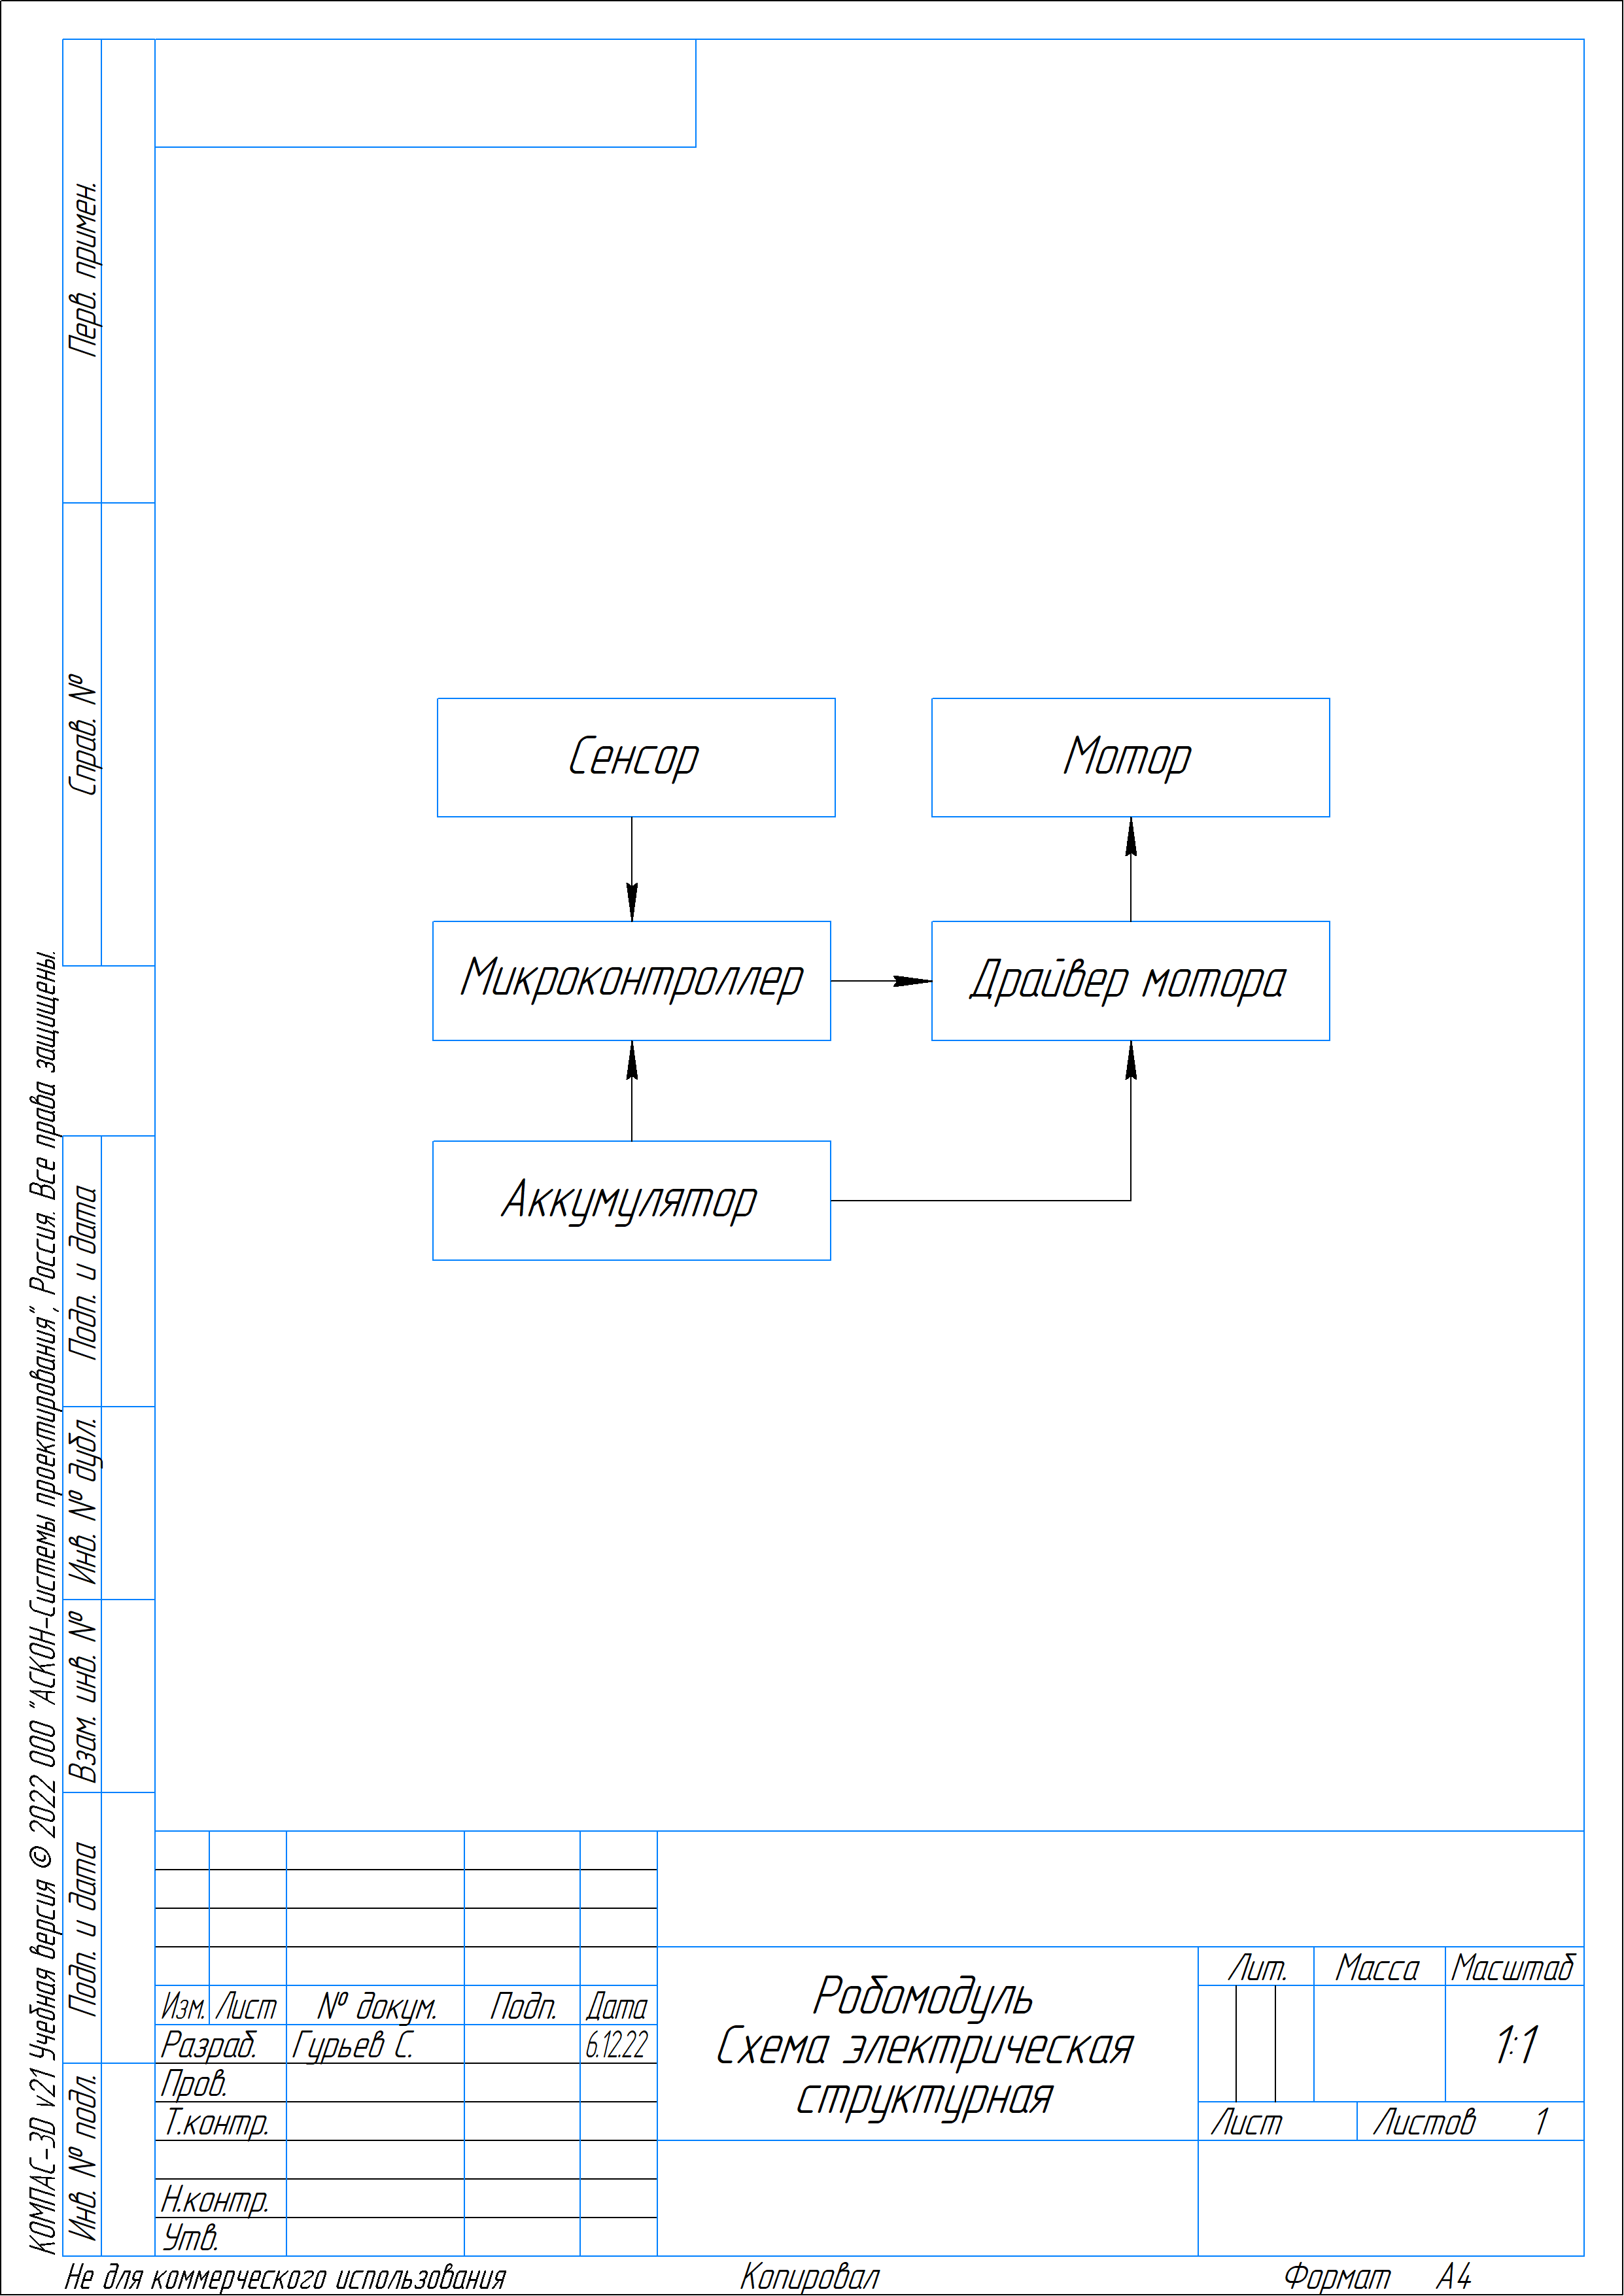 Перв. примен.
Справ. №
Сенсор
Мотор
Микроконтроллер
Драйвер мотора
Аккумулятор
КОМПАС-3D v21 Учебная версия © 2022 ООО "АСКОН-Системы проектирования", Россия. Все права защищены.
Подп. и дата
Инв. № дубл.
Взам. инв. №
Подп. и дата
Инв. № подл.
Изм. Лист № докум. Подп. Дата
Разраб. Гурьев С. 6.12.22
Пров.
Т.контр.
Н.контр.
Утв.
Робомодуль
Схема электрическая
структурная
Лит. Масса Масштаб
1:1
Лист Листов 1
Не для коммерческого использования Копировал Формат А4